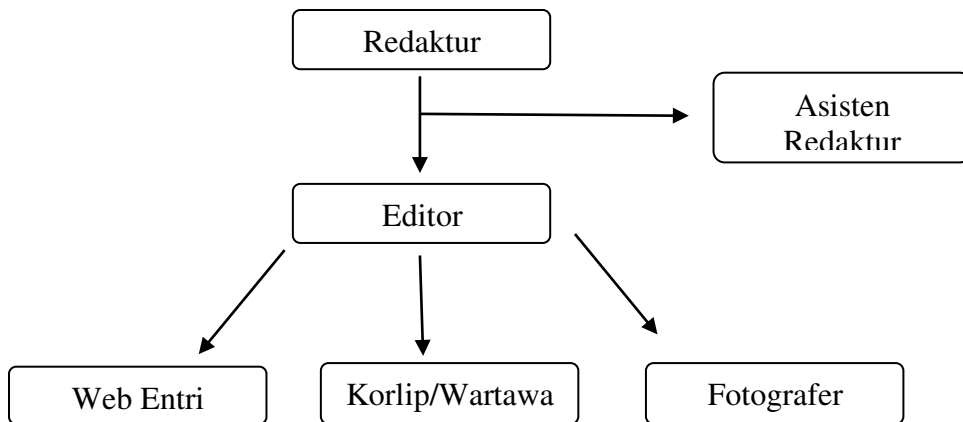 Redaktur
Asisten
Redaktur
Editor
Web Entri
Korlip/Wartawa
Fotografer